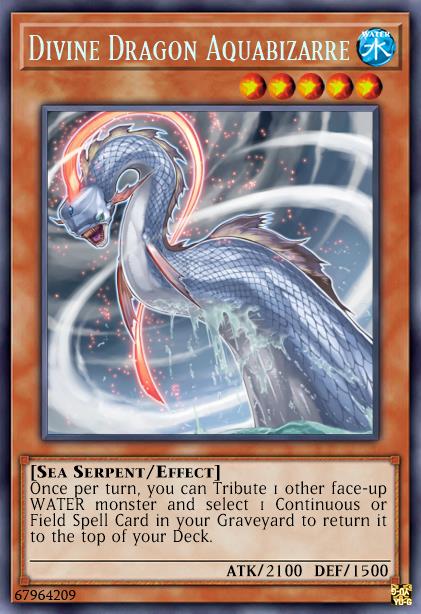 Divine Dragon Aquabizarre
WATER
水
[Sea Serpent/Effect]
Once per turn, you can Tribute 1 other face-up
WATER monster and select 1 Continuous or
Field Spell Card in your Graveyard to return it
to the top of your Deck.
ATK/2100 DEF/1500
67964209